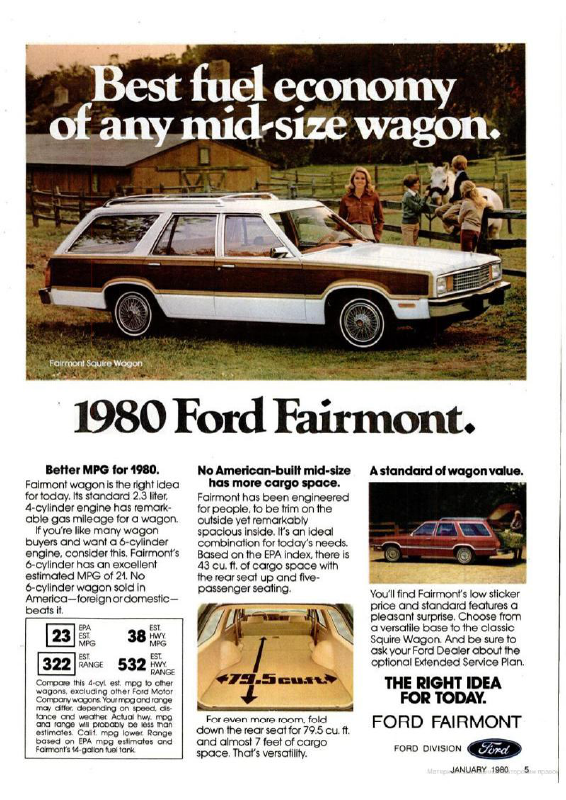 Best fuel economy
of any mid-size wagon.
Fairmont Squire Wagon
1980 Ford Fairmont.
Better MPG for 1980.
Fairmont wagon is the right idea
for today. Its standard 2.3 liter,
4-cylinder engine has remark-
able gas mileage for a wagon.
If you're like many wagon
buyers and want a 6-cylinder
engine, consider this. Fairmont's
6-cylinder has an excellent
estimated MPG of 21. No
6-cylinder wagon sold in
America—foreign or domestic—
beats it.
23 EPA EST. MPG 38 EST. HWY. MPG
322 EST. RANGE 532 EST. HWY. RANGE
Compare this 4-cyl. est. mpg to other
wagons, excluding other Ford Motor
Company wagons. Your mpg and range
may differ, depending on speed, dis-
tance and weather. Actual hwy. mpg
and range will probably be less than
estimates. Calif. mpg lower. Range
based on EPA mpg estimates and
Fairmont's 14-gallon fuel tank.
No American-built mid-size
has more cargo space.
Fairmont has been engineered
for people, to be trim on the
outside yet remarkably
spacious inside. It's an ideal
combination for today's needs.
Based on the EPA index, there is
43 cu. ft. of cargo space with
the rear seat up and five-
passenger seating.
79.5 cu.ft.
For even more room, fold
down the rear seat for 79.5 cu. ft.
and almost 7 feet of cargo
space. That's versatility.
A standard of wagon value.
You'll find Fairmont's low sticker
price and standard features a
pleasant surprise. Choose from
a versatile base to the classic
Squire Wagon. And be sure to
ask your Ford Dealer about the
optional Extended Service Plan.
THE RIGHT IDEA
FOR TODAY.
FORD FAIRMONT
FORD DIVISION Ford
JANUARY 1980 5